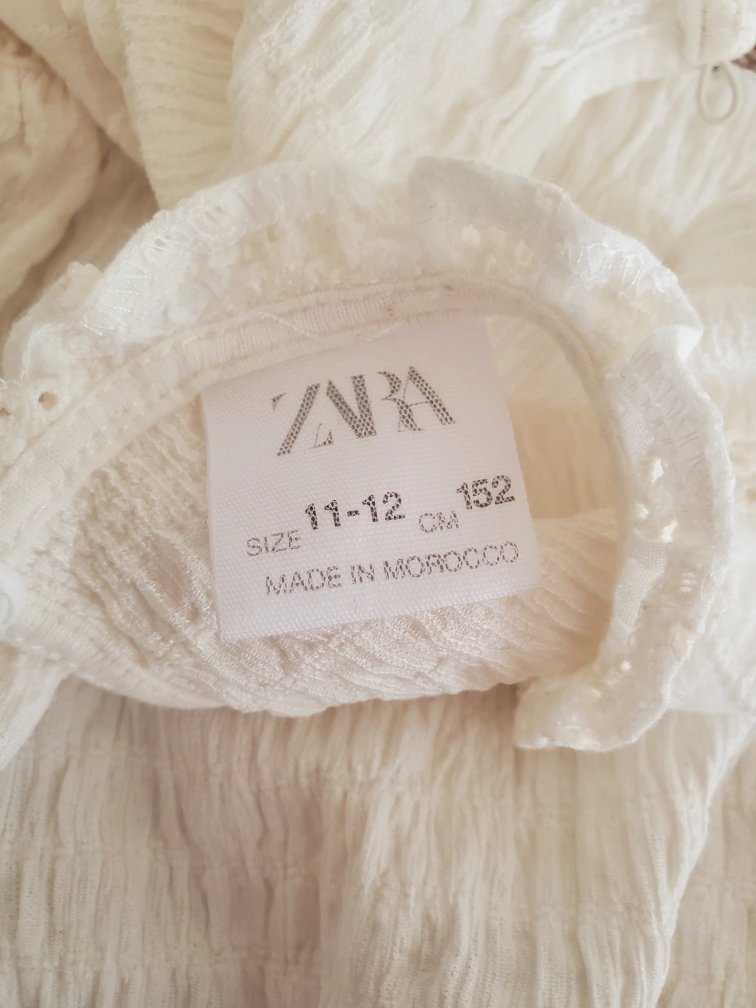 ZARA
SIZE 11-12 CM 152
MADE IN MOROCCO